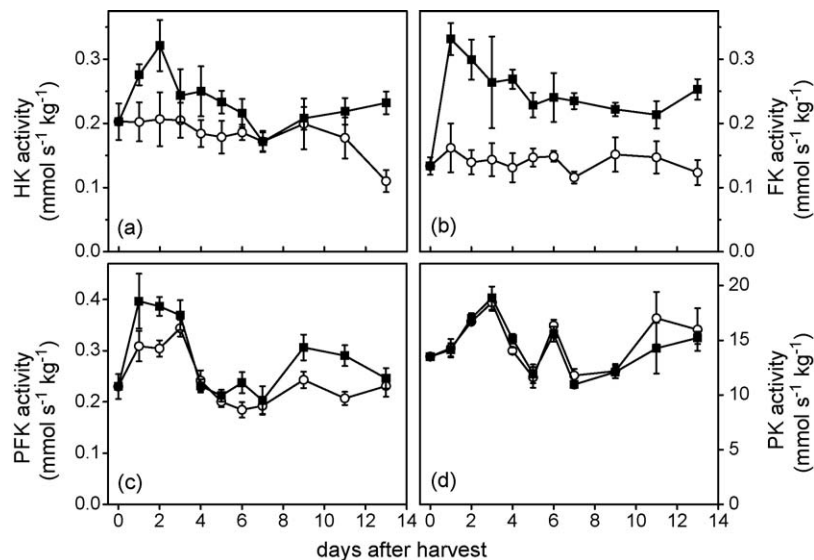 0.3
0.2
0.1
0.0
HK activity
(mmol s-1 kg-1)
(a)
0.3
0.2
0.1
0.0
FK activity
(mmol s-1 kg-1)
(b)
0.4
0.3
0.2
0.1
0.0
PFK activity
(mmol s-1 kg-1)
(c)
20
15
10
5
0
PK activity
(mmol s-1 kg-1)
(d)
0 2 4 6 8 10 12 14
0 2 4 6 8 10 12 14
days after harvest